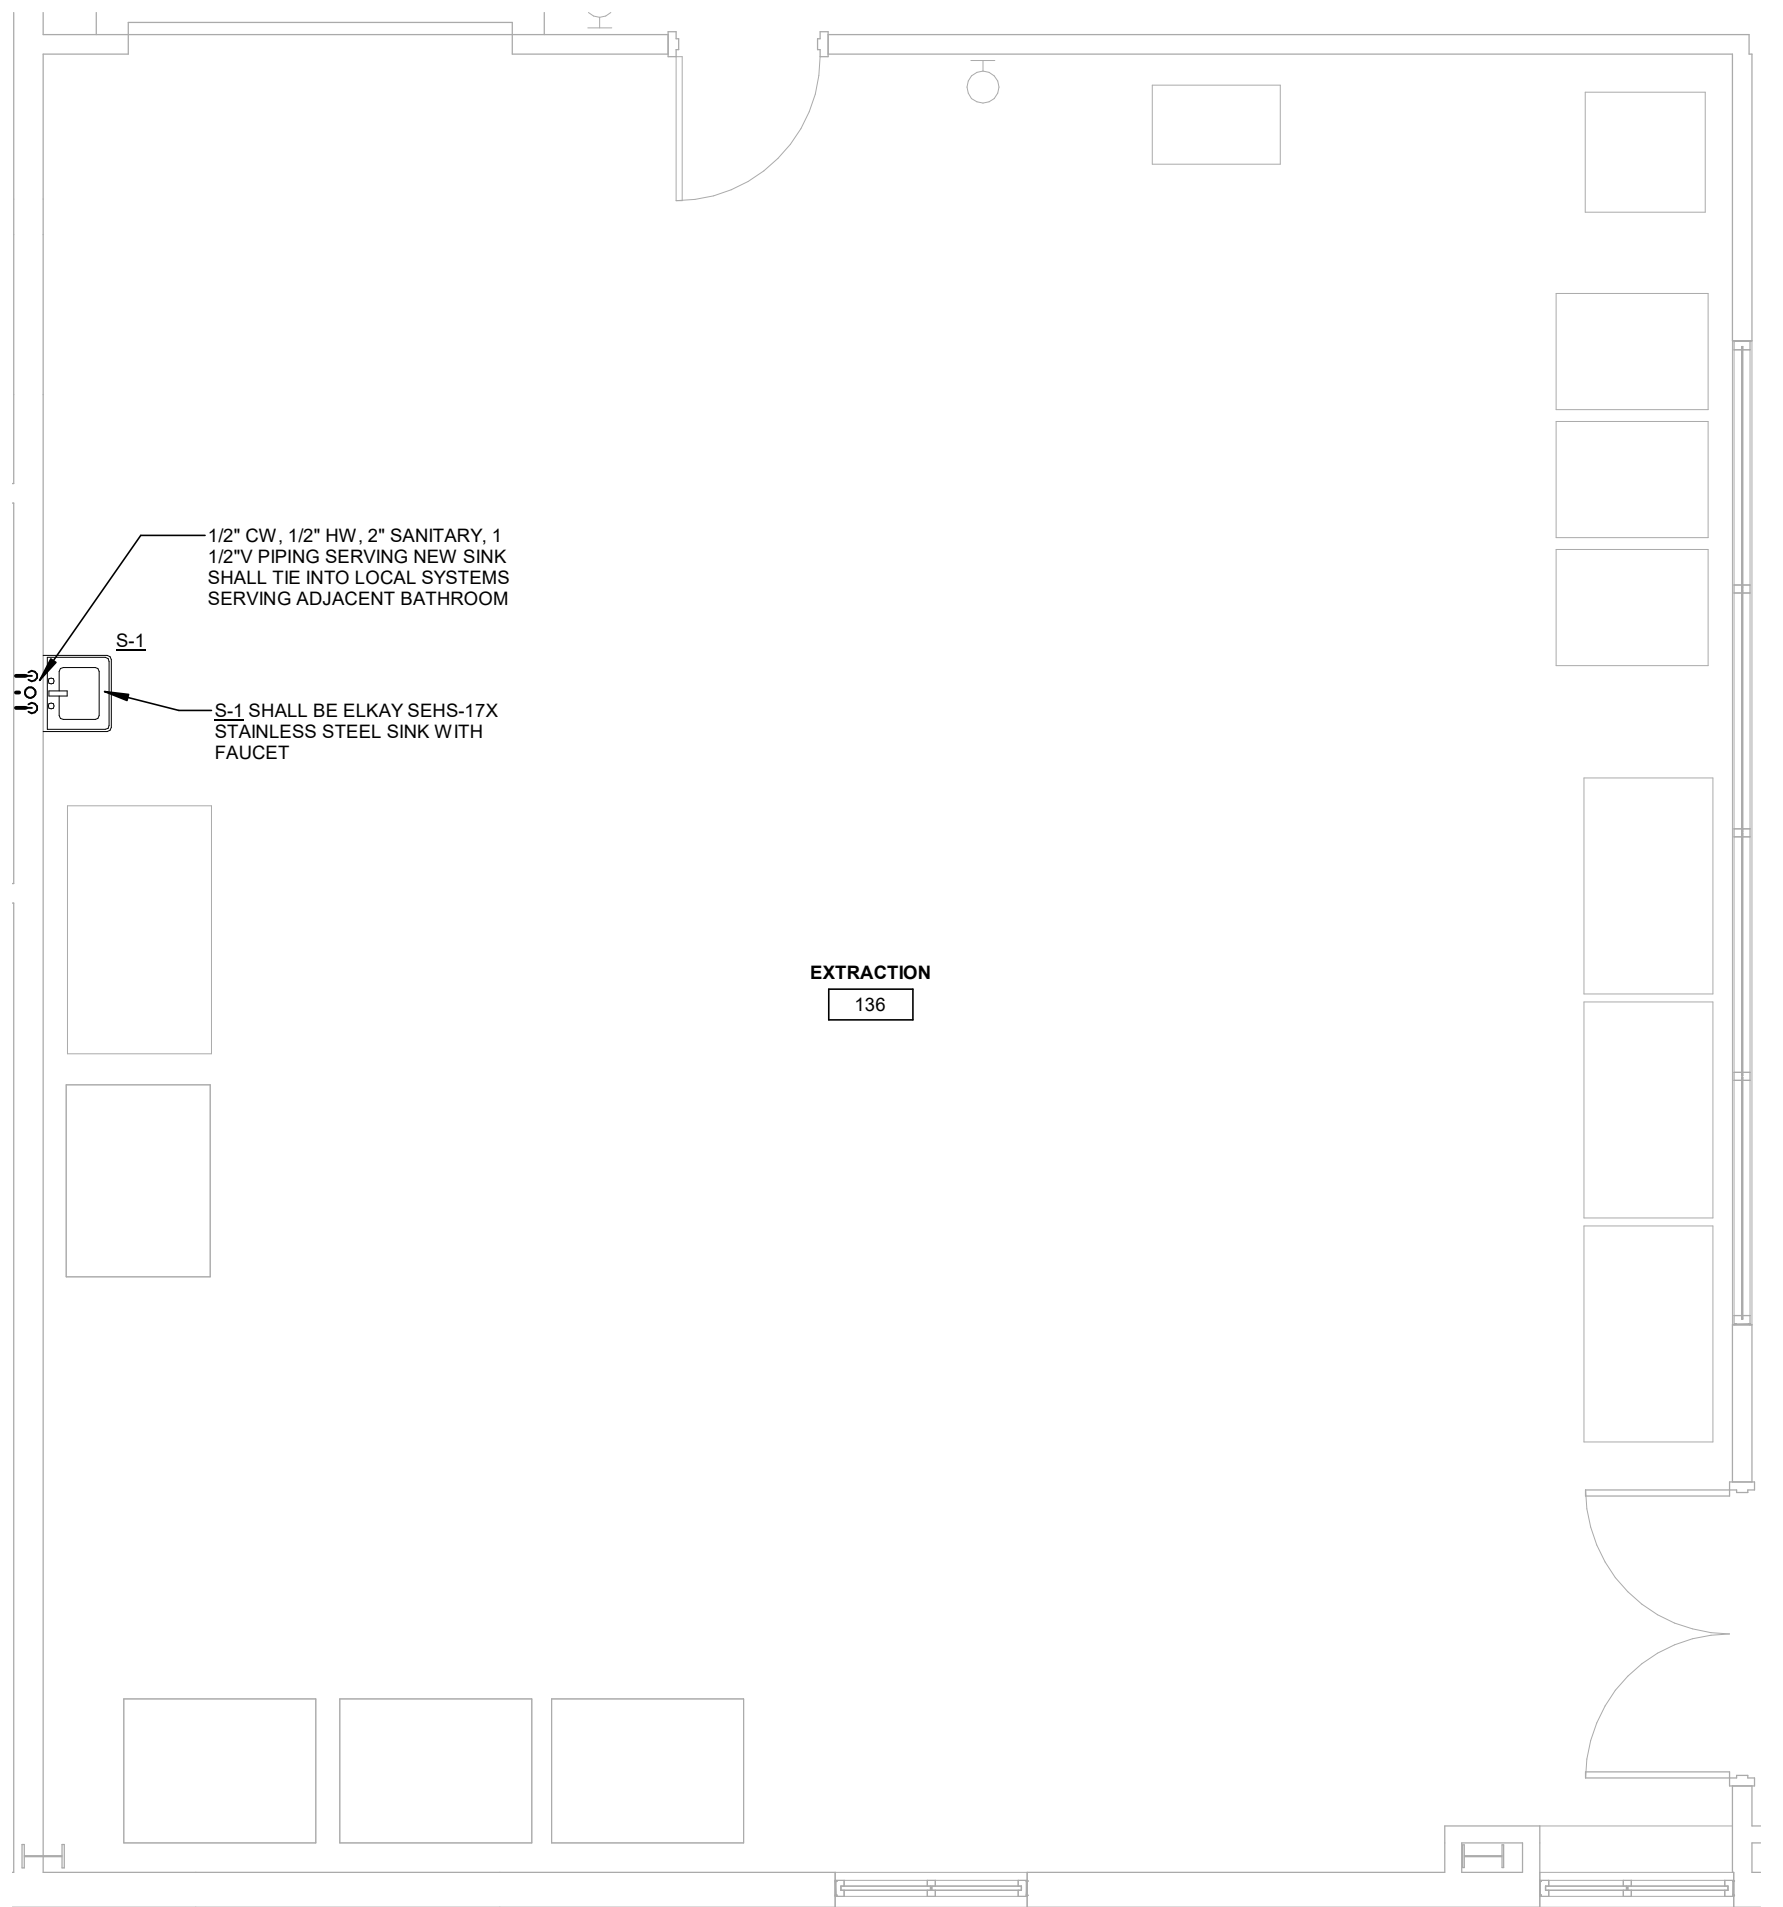 1/2" CW, 1/2" HW, 2" SANITARY, 1
1/2"V PIPING SERVING NEW SINK
SHALL TIE INTO LOCAL SYSTEMS
SERVING ADJACENT BATHROOM
S-1
S-1 SHALL BE ELKAY SEHS-17X
STAINLESS STEEL SINK WITH
FAUCET
EXTRACTION
136